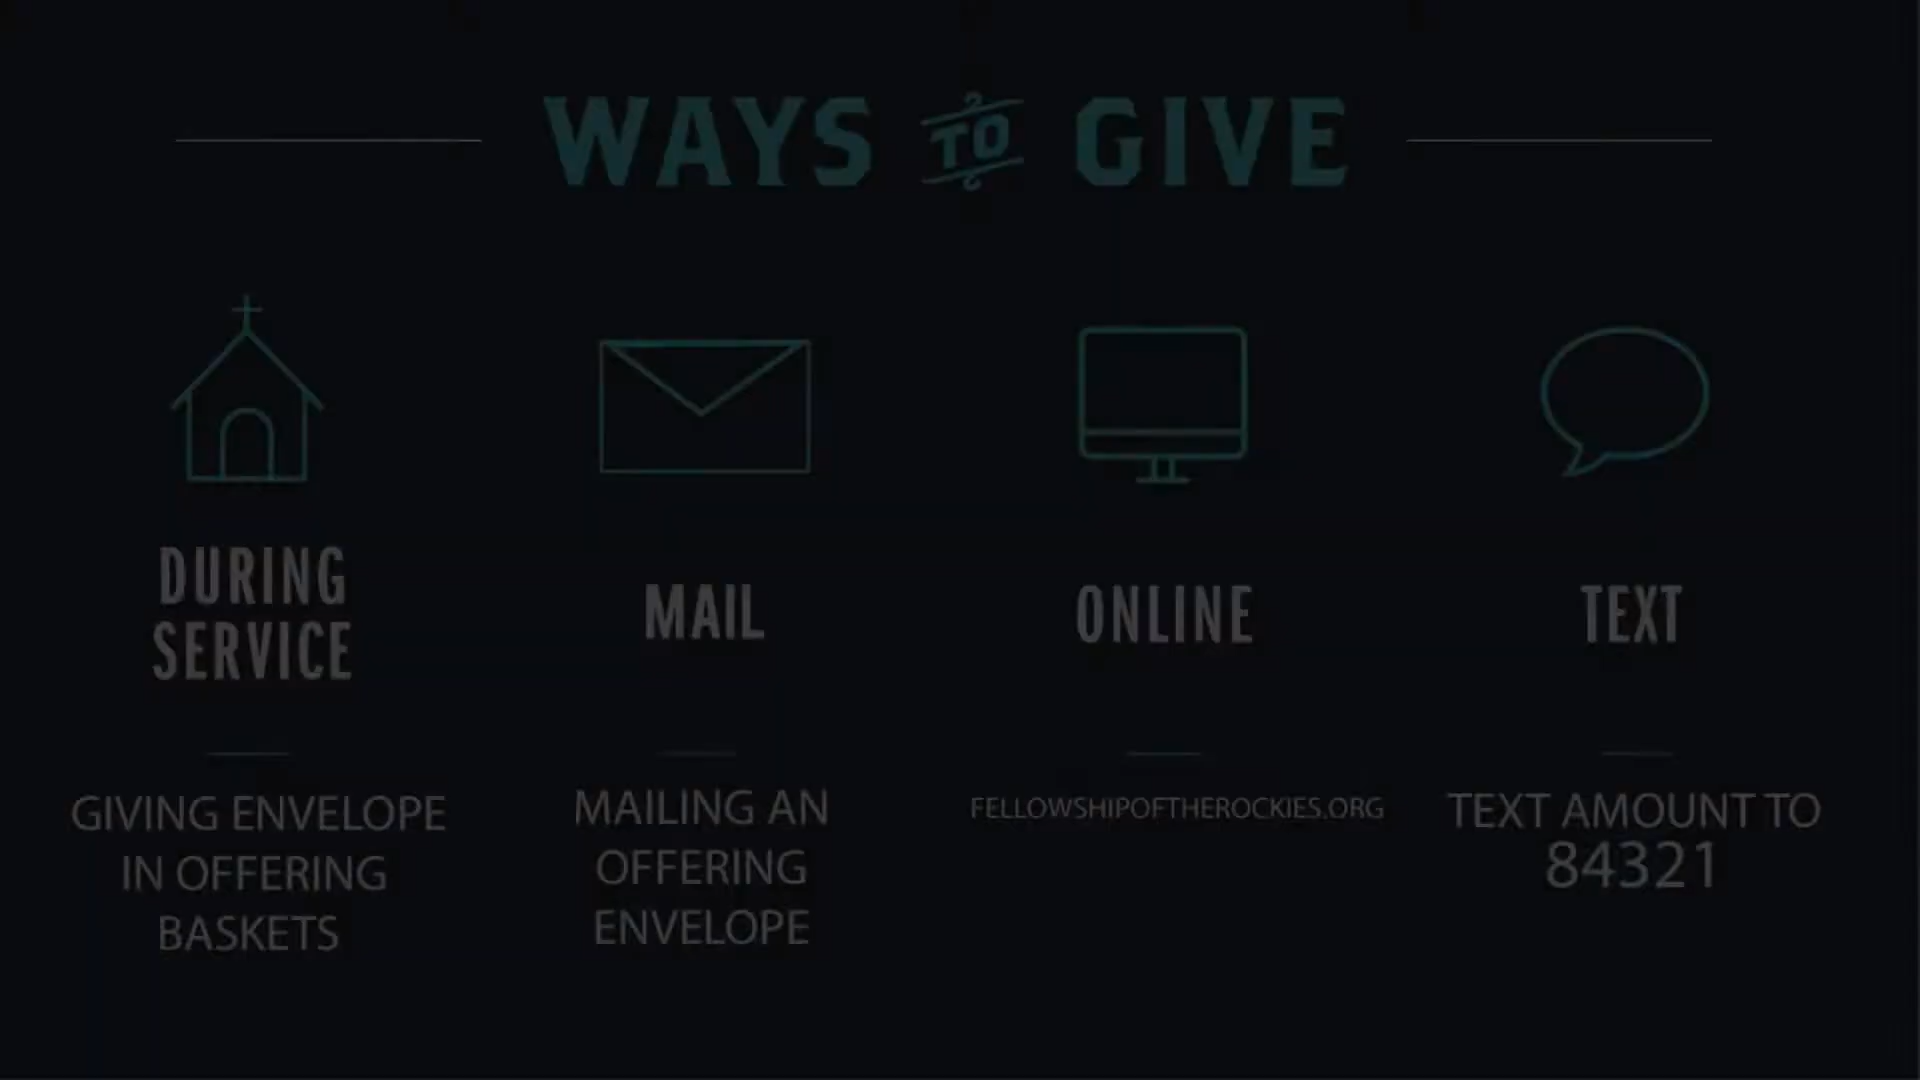 WAYS TO GIVE
DURING
SERVICE
GIVING ENVELOPE
IN OFFERING
BASKETS
MAIL
MAILING AN
OFFERING
ENVELOPE
ONLINE
FELLOWSHIPOFTHEROCKIES.ORG
TEXT
TEXT AMOUNT TO
84321